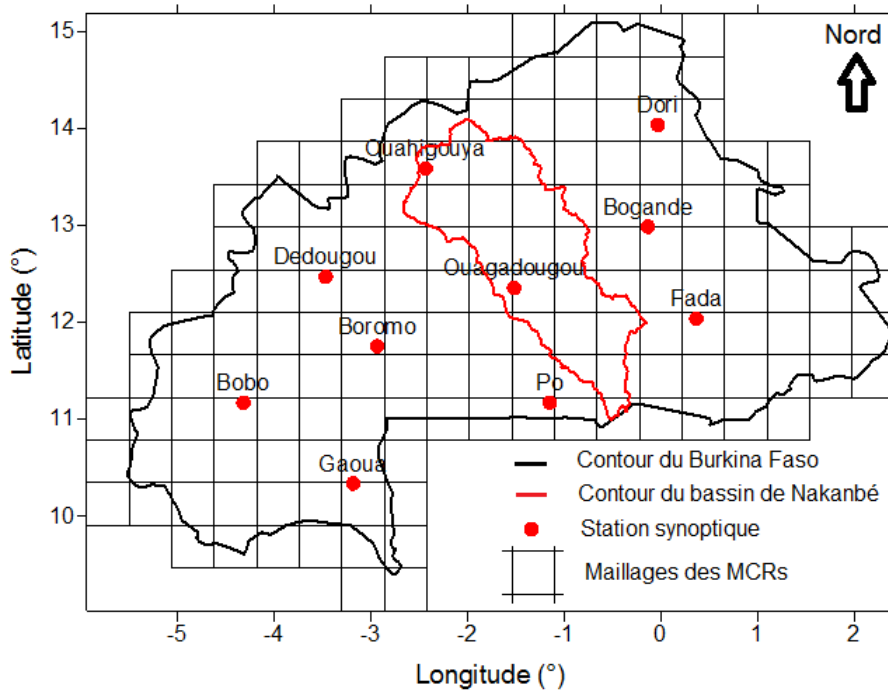 15
14
13
12
11
10
Latitude (°)
Nord
Dori
Ouahigouya
Bogande
Dedougou
Ouagadougou
Fada
Boromo
Bobo
Po
Gaoua
Contour du Burkina Faso
Contour du bassin de Nakanbé
Station synoptique
Maillages des MCRs
-5 -4 -3 -2 -1 0 1 2
Longitude (°)